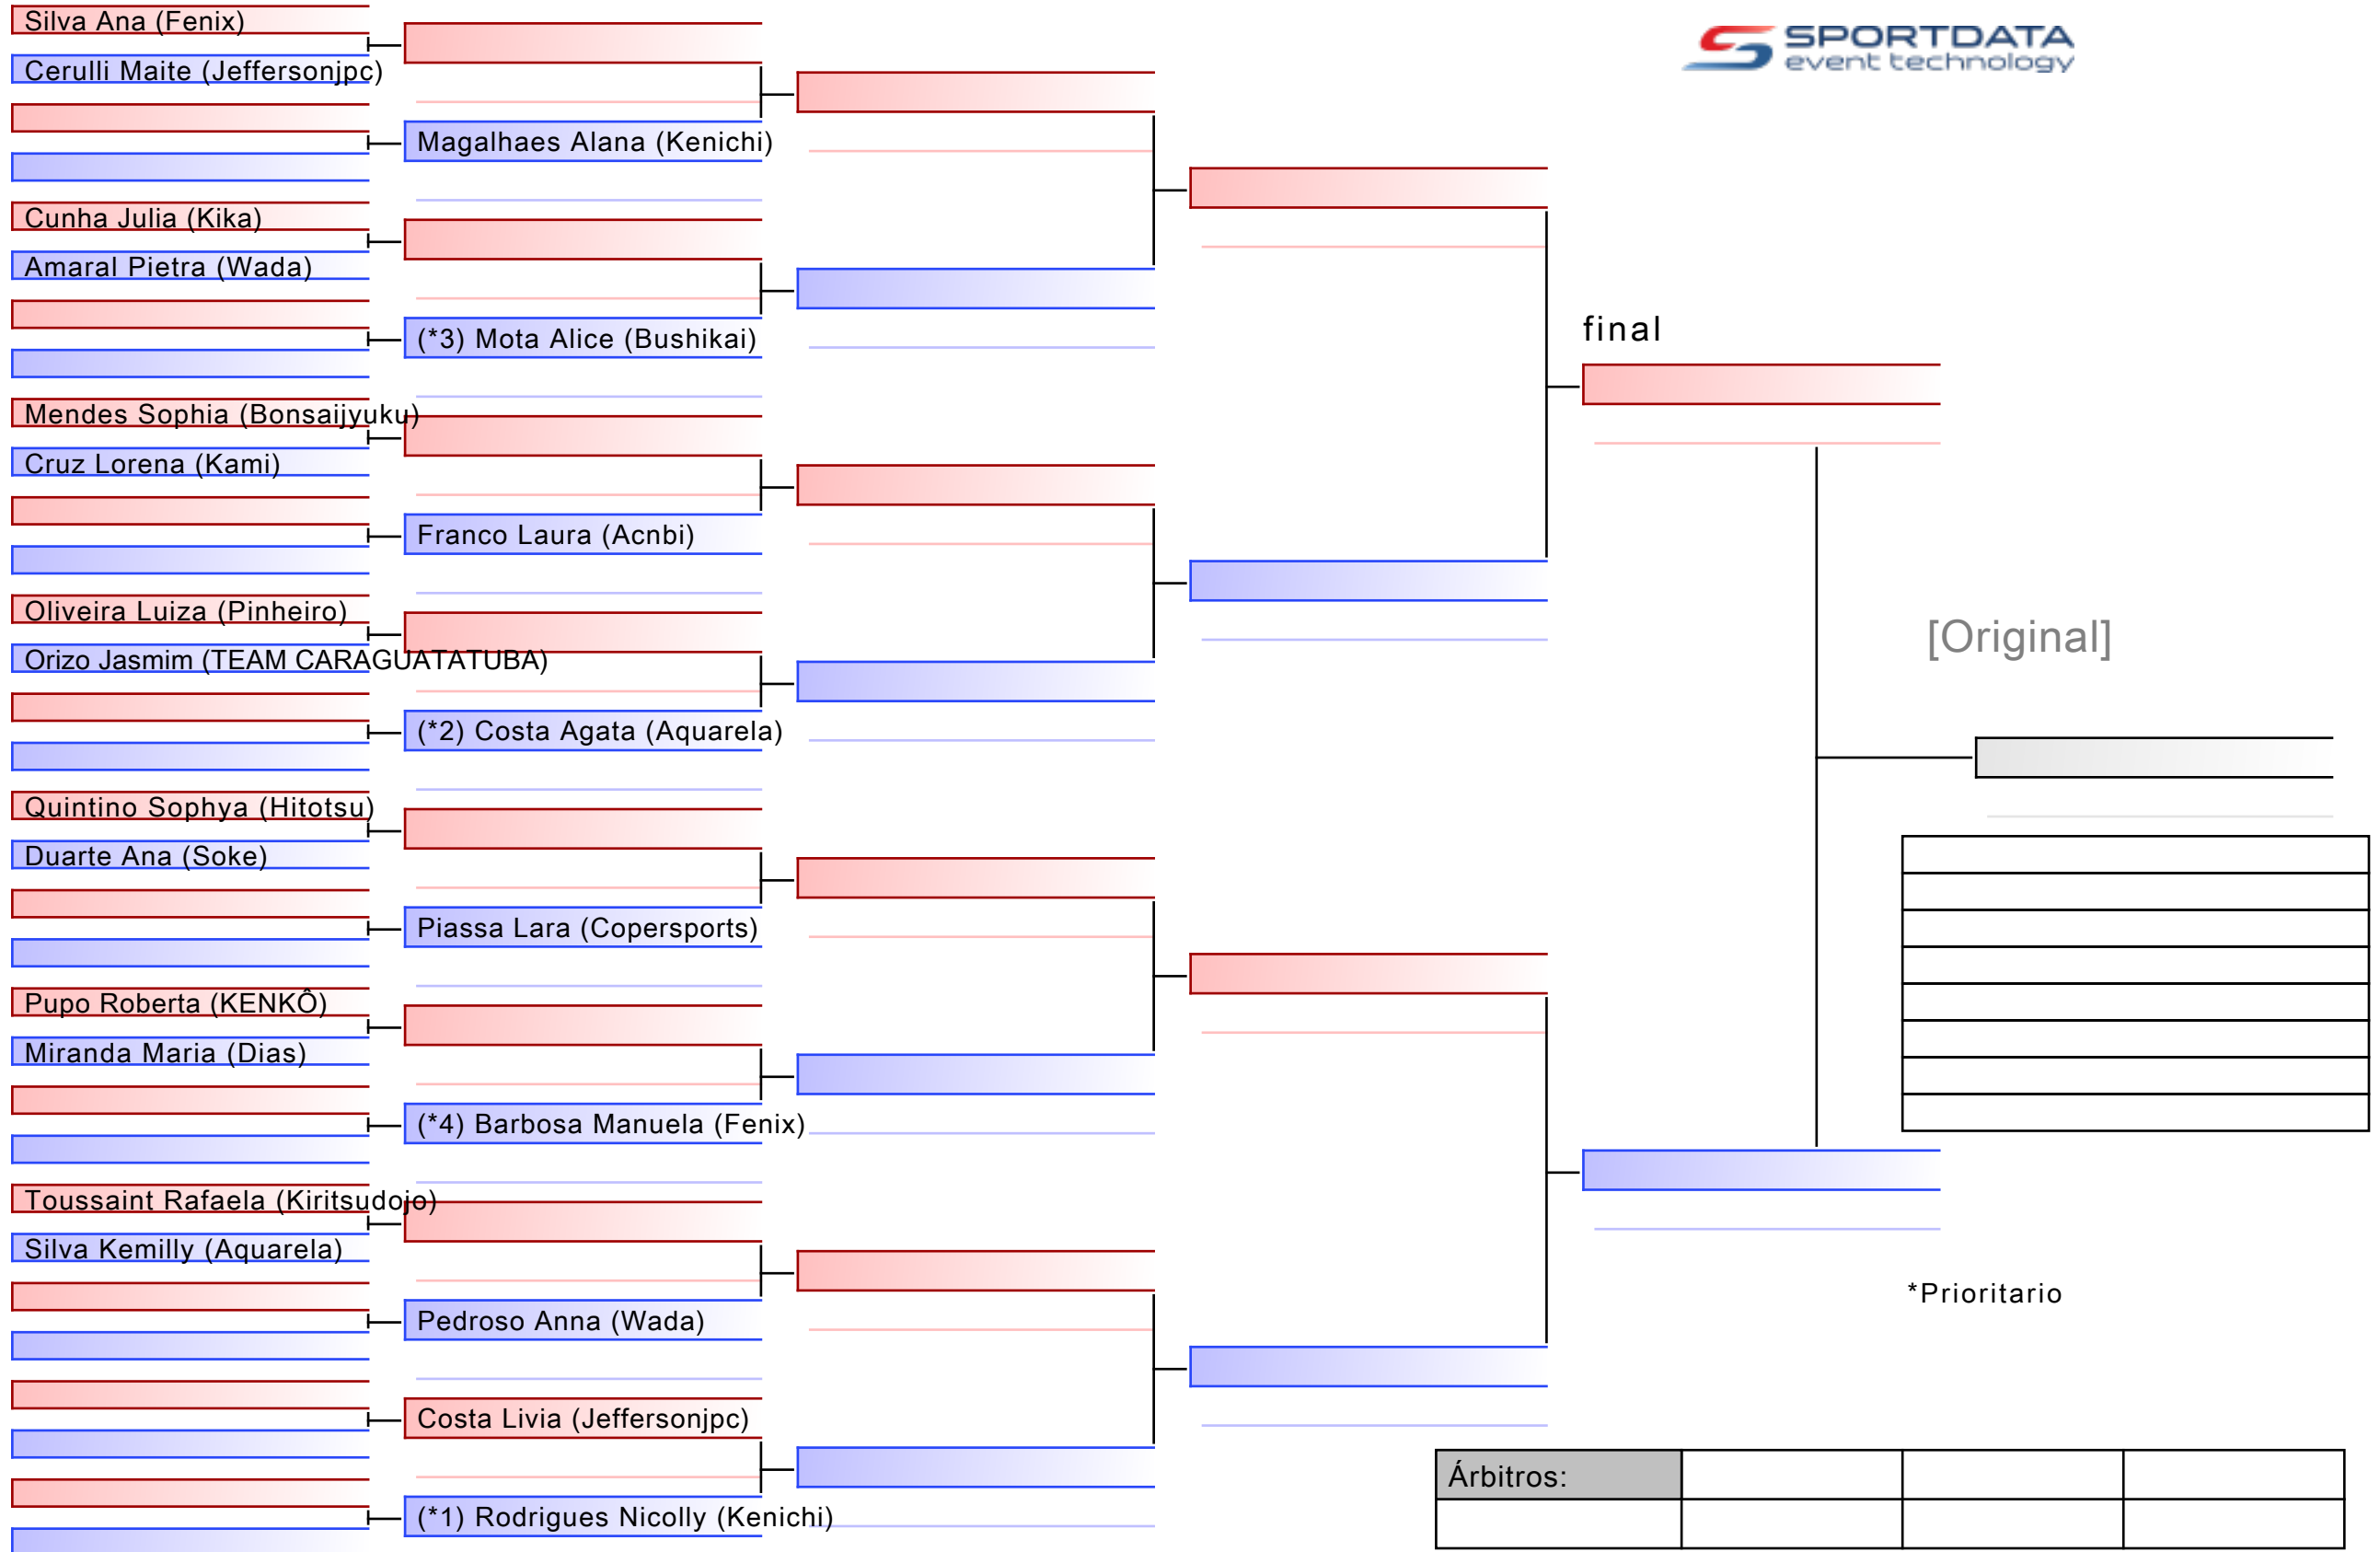 Silva Ana (Fenix)
Cerulli Maite (Jeffersonjpc)
Magalhaes Alana (Kenichi)
Cunha Julia (Kika)
Amaral Pietra (Wada)
(*3) Mota Alice (Bushikai)
Mendes Sophia (Bonsaijyuku)
Cruz Lorena (Kami)
Franco Laura (Acnbi)
Oliveira Luiza (Pinheiro)
Orizo Jasmim (TEAM CARAGUATATUBA)
(*2) Costa Agata (Aquarela)
Quintino Sophya (Hitotsu)
Duarte Ana (Soke)
Piassa Lara (Copersports)
Pupo Roberta (KENKÔ)
Miranda Maria (Dias)
(*4) Barbosa Manuela (Fenix)
Toussaint Rafaela (Kiritsudojo)
Silva Kemilly (Aquarela)
Pedroso Anna (Wada)
Costa Livia (Jeffersonjpc)
(*1) Rodrigues Nicolly (Kenichi)
SPORTDATA
event technology
final
[Original]
*Prioritario
Árbitros: